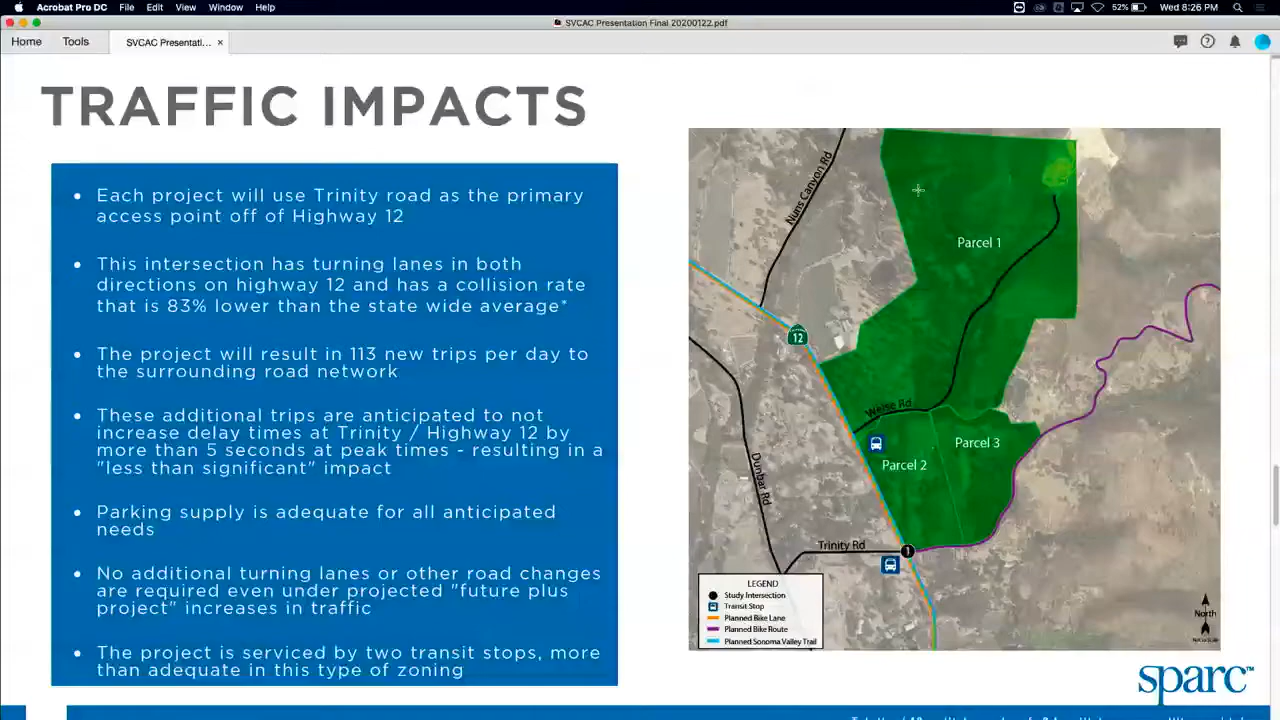 Acrobat Pro DC File Edit View Window Help 52% Wed 8:26 PM
SVCAC Presentation Final 20200122.pdf
Home Tools SVCAC Presentati... ×
TRAFFIC IMPACTS
• Each project will use Trinity road as the primary
access point off of Highway 12
• This intersection has turning lanes in both
directions on highway 12 and has a collision rate
that is 83% lower than the state wide average*
• The project will result in 113 new trips per day to
the surrounding road network
• These additional trips are anticipated to not
increase delay times at Trinity / Highway 12 by
more than 5 seconds at peak times - resulting in a
"less than significant" impact
• Parking supply is adequate for all anticipated
needs
• No additional turning lanes or other road changes
are required even under projected "future plus
project" increases in traffic
• The project is serviced by two transit stops, more
than adequate in this type of zoning
Nuns Canyon Rd
Parcel 1
12
Weise Rd
Parcel 3
Parcel 2
Dunbar Rd
Trinity Rd
1
LEGEND
Study Intersection
Transit Stop
Planned Bike Lane
Planned Bike Route
Planned Sonoma Valley Trail
North
sparc™